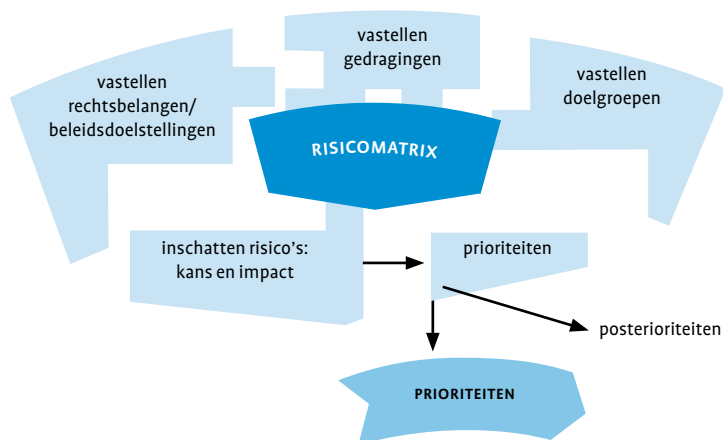 vastellen
rechtsbelangen/
beleidsdoelstellingen
vastellen
gedragingen
vastellen
doelgroepen
RISICOMATRIX
inschatten risico's:
kans en impact
prioriteiten
posterioriteiten
PRIORITEITEN